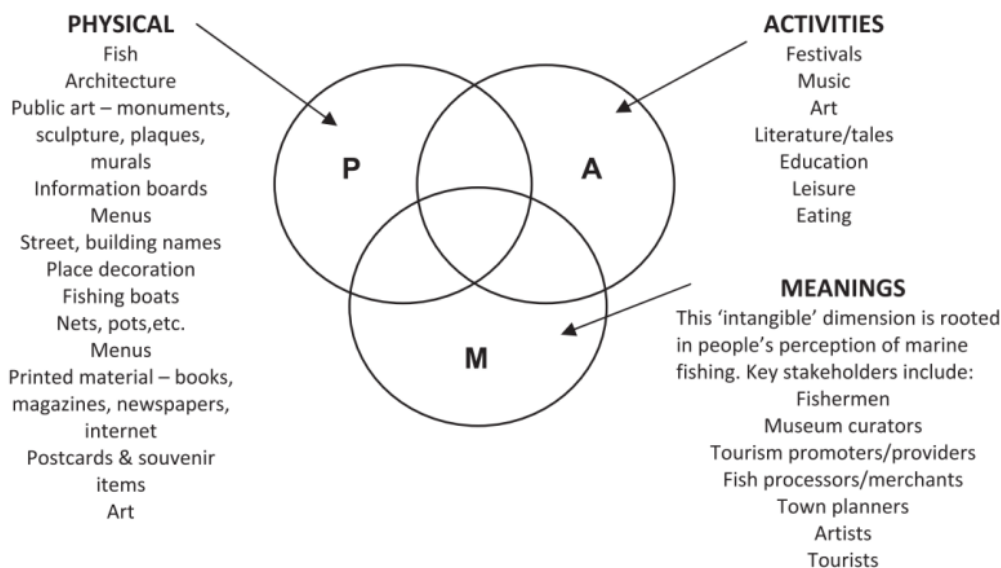 PHYSICAL
Fish
Architecture
Public art – monuments,
sculpture, plaques,
murals
Information boards
Menus
Street, building names
Place decoration
Fishing boats
Nets, pots,etc.
Menus
Printed material – books,
magazines, newspapers,
internet
Postcards & souvenir
items
Art
P
A
M
ACTIVITIES
Festivals
Music
Art
Literature/tales
Education
Leisure
Eating
MEANINGS
This ‘intangible’ dimension is rooted
in people’s perception of marine
fishing. Key stakeholders include:
Fishermen
Museum curators
Tourism promoters/providers
Fish processors/merchants
Town planners
Artists
Tourists